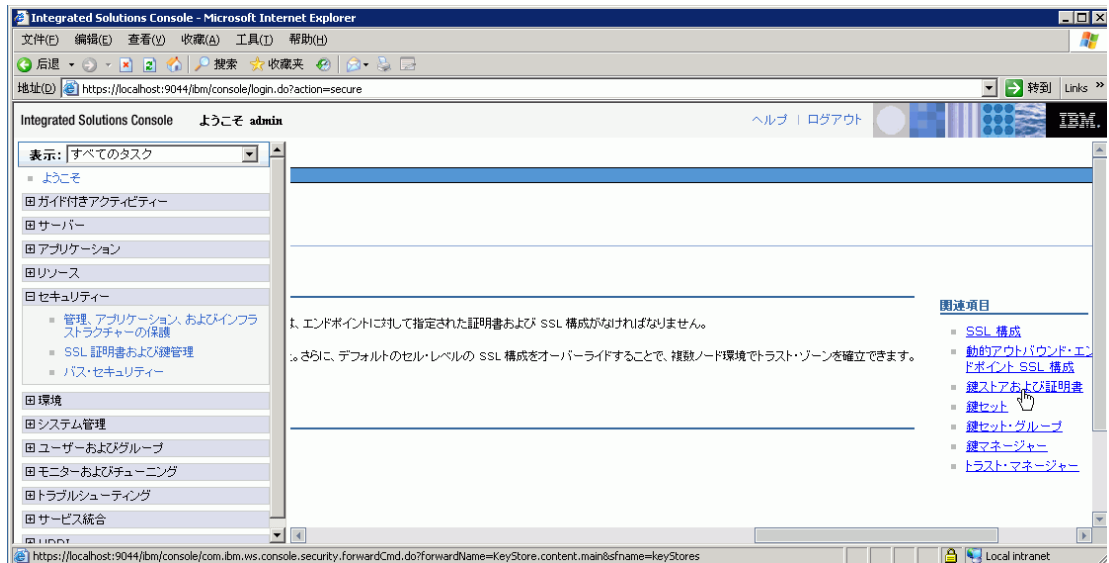 Integrated Solutions Console - Microsoft Internet Explorer
文件(F) 编辑(E) 查看(V) 收藏(A) 工具(T) 帮助(H)
后退 搜索 收藏夹
地址(D) https://localhost:9044/ibm/console/login.do?action=secure 转到 Links »
Integrated Solutions Console ようこそ admin ヘルプ | ログアウト IBM.
表示: すべてのタスク
ようこそ
ガイド付きアクティビティー
サーバー
アプリケーション
リソース
セキュリティー
管理、アプリケーション、およびインフラ
ストラクチャーの保護
SSL 証明書および鍵管理
バス・セキュリティー
環境
システム管理
ユーザーおよびグループ
モニターおよびチューニング
トラブルシューティング
サービス統合
UDDI
は、エンドポイントに対して指定された証明書および SSL 構成がなければなりません。
。さらに、デフォルトのセル・レベルの SSL 構成をオーバーライドすることで、複数ノード環境でトラスト・ゾーンを確立できます。
関連項目
SSL 構成
動的アウトバウンド・エン
ドポイント SSL 構成
鍵ストアおよび証明書
鍵セット
鍵セット・グループ
鍵マネージャー
トラスト・マネージャー
https://localhost:9044/ibm/console/com.ibm.ws.console.security.forwardCmd.do?forwardName=KeyStore.content.main&sfname=keyStores Local intranet